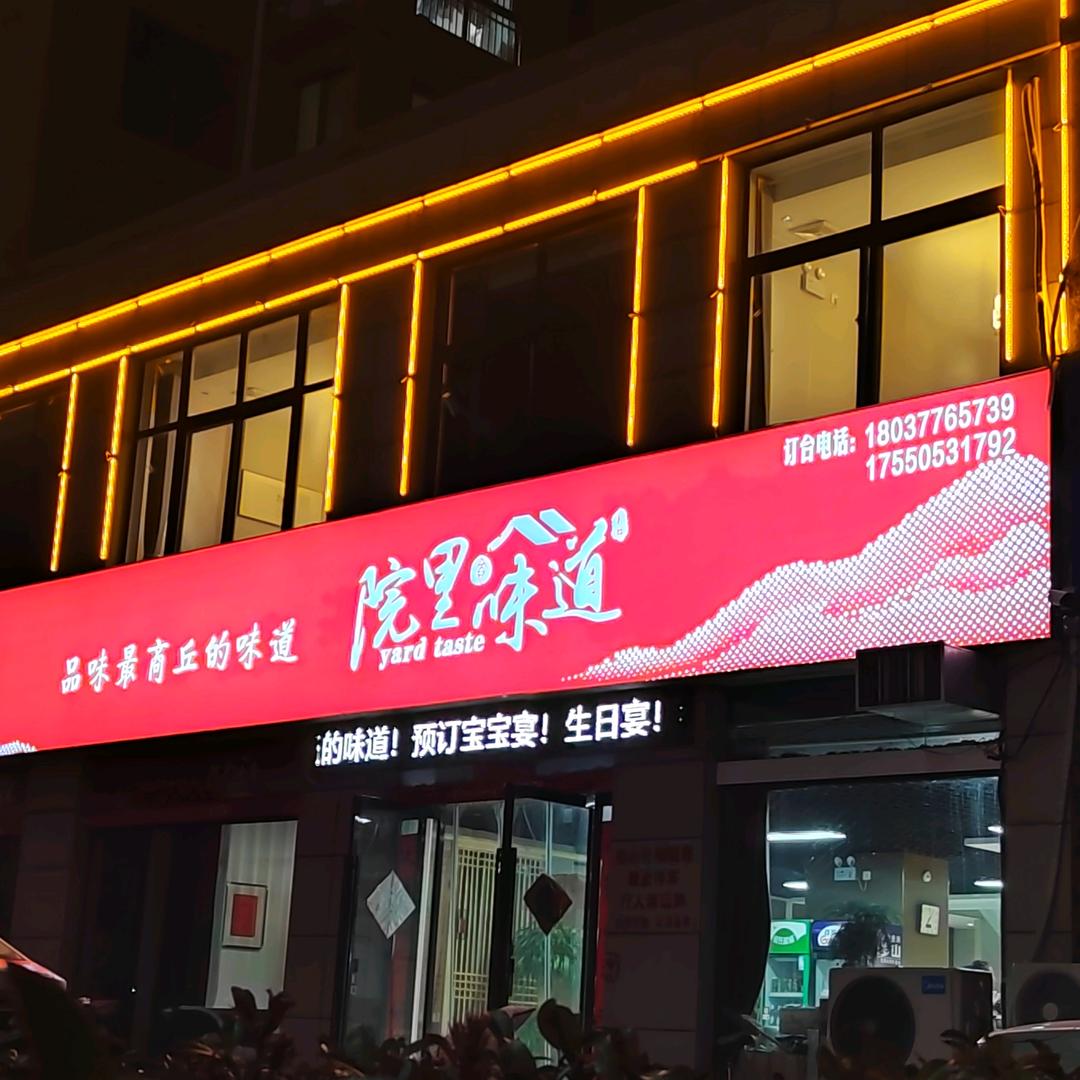 订台电话：18037765739
17550531792
院里味道
yard taste
品味最商丘的味道
的味道！预订宝宝宴！生日宴！